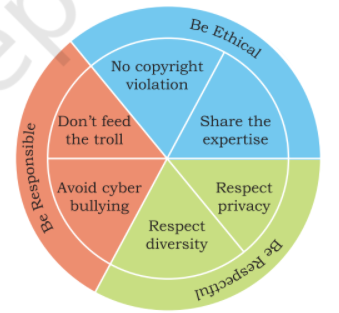 Be Ethical
No copyright
violation
Share the
expertise
Be Responsible
Don't feed
the troll
Avoid cyber
bullying
Respect
privacy
Respect
diversity
Be Respectful